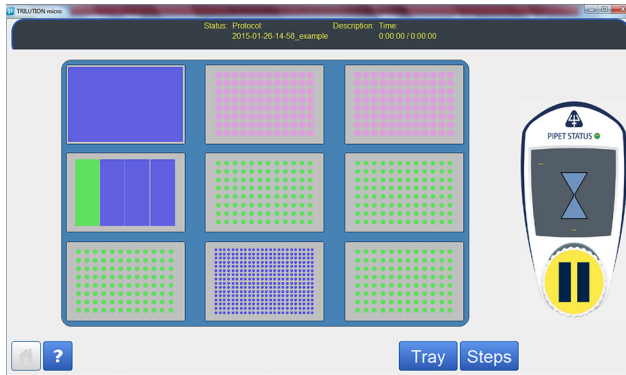 TRILUTION micro
Status: Protocol: Description: Time:
2015-01-26-14-58_example 0:00:00 / 0:00:00
PIPET STATUS
--
--
?
Tray Steps